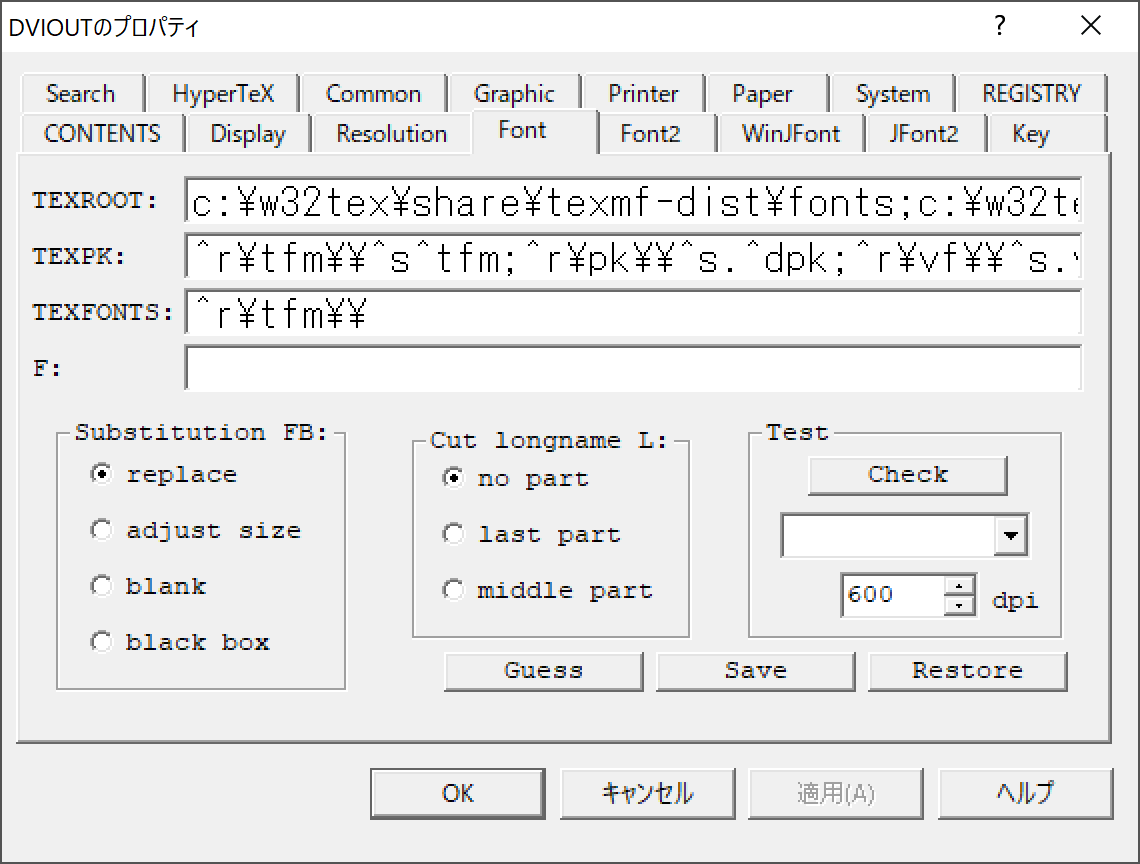 DVIOUTのプロパティ
Search HyperTeX Common Graphic Printer Paper System REGISTRY
CONTENTS Display Resolution Font Font2 WinJFont JFont2 Key
TEXROOT: c:¥w32tex¥share¥texmf-dist¥fonts;c:¥w32te
TEXPK: ^r¥tfm¥¥^s^tfm;^r¥pk¥¥^s.^dpk;^r¥vf¥¥^s.
TEXFONTS: ^r¥tfm¥¥
F:
Substitution FB:
replace
adjust size
blank
black box
Cut longname L:
no part
last part
middle part
Test
Check
600 dpi
Guess Save Restore
OK キャンセル 適用(A) ヘルプ